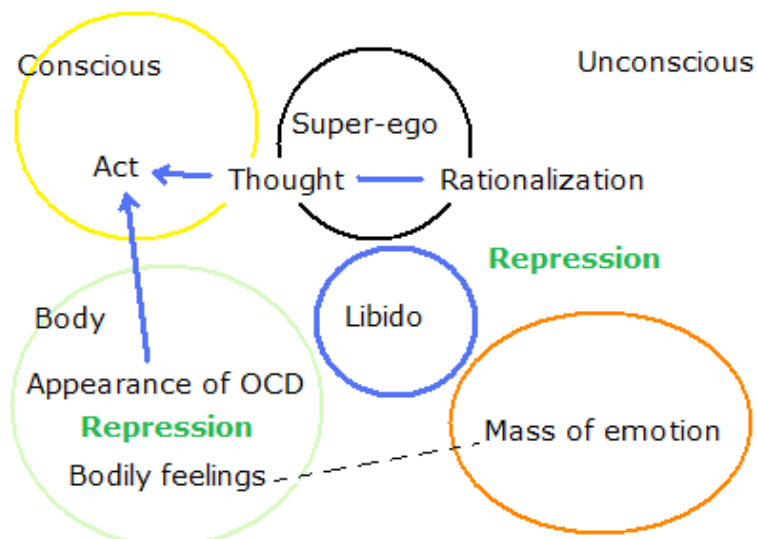 Conscious
Unconscious
Super-ego
Act
Thought
Rationalization
Repression
Body
Libido
Appearance of OCD
Repression
Mass of emotion
Bodily feelings